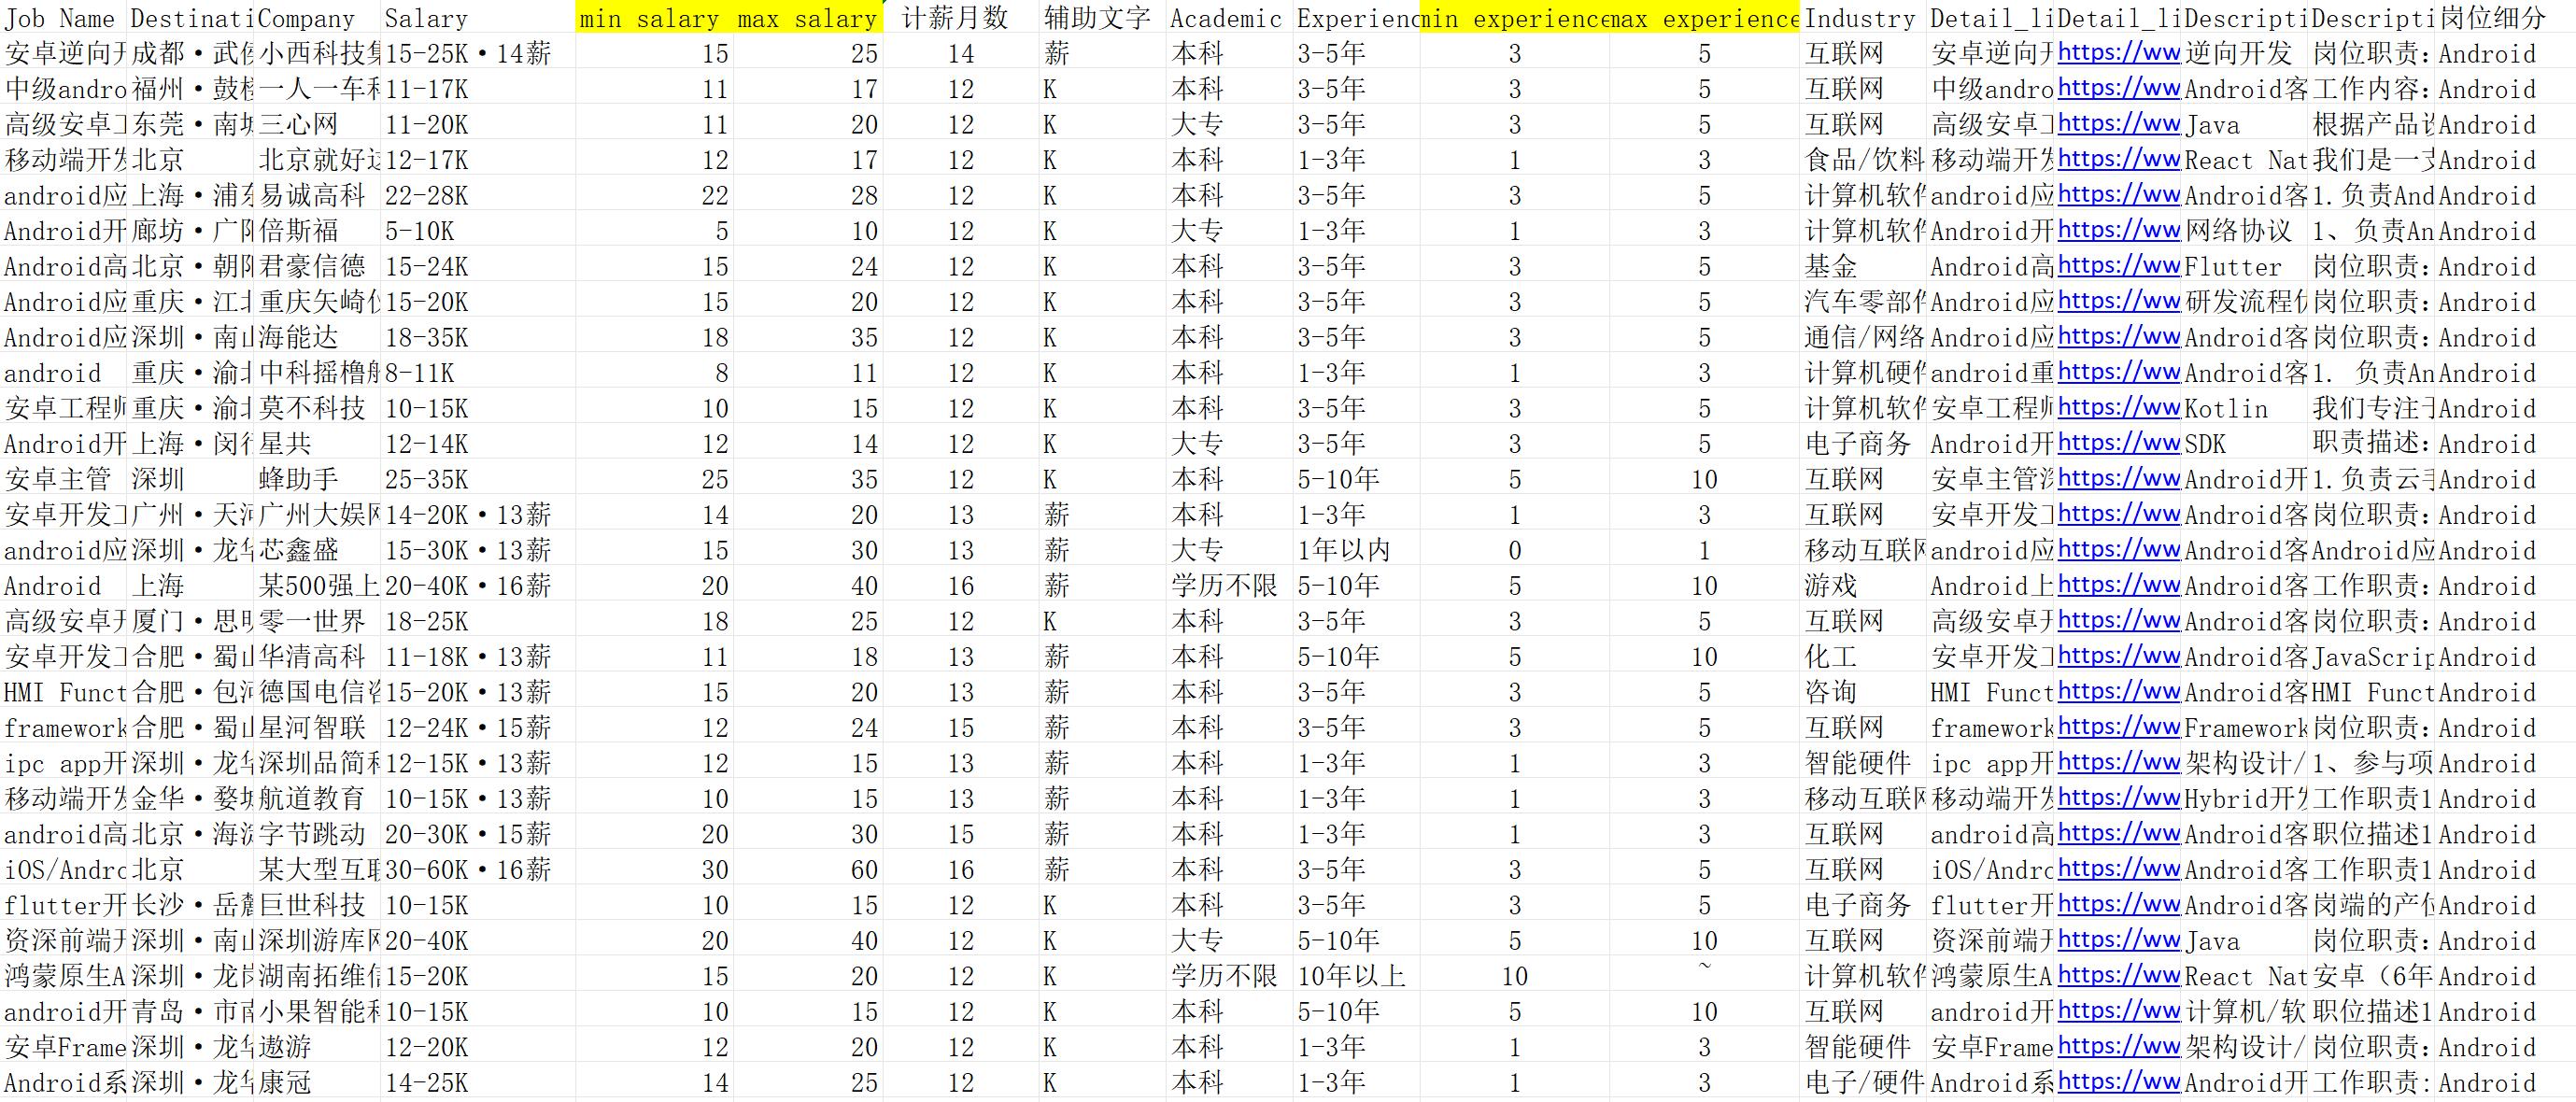 Job Name Destinati Company Salary min salary max salary 计薪月数 辅助文字 Academic Experienc min experience max experience Industry Detail_li Detail_li Descripti Descripti 岗位细分
安卓逆向开 成都·武侯 小西科技集 15-25K·14薪 15 25 14 薪 本科 3-5年 3 5 互联网 安卓逆向开 https://ww 逆向开发 岗位职责: Android
中级andro 福州·鼓楼 一人一车科 11-17K 11 17 12 K 本科 3-5年 3 5 互联网 中级andro https://ww Android客 工作内容: Android
高级安卓工 东莞·南城 三心网 11-20K 11 20 12 K 大专 3-5年 3 5 互联网 高级安卓工 https://ww Java 根据产品设 Android
移动端开发 北京 北京就好这 12-17K 12 17 12 K 本科 1-3年 1 3 食品/饮料 移动端开发 https://ww React Nat 我们是一支 Android
android应 上海·浦东 易诚高科 22-28K 22 28 12 K 本科 3-5年 3 5 计算机软件 android应 https://ww Android客 1.负责And Android
Android开 廊坊·广阳 倍斯福 5-10K 5 10 12 K 大专 1-3年 1 3 计算机软件 Android开 https://ww 网络协议 1、负责An Android
Android高 北京·朝阳 君豪信德 15-24K 15 24 12 K 本科 3-5年 3 5 基金 Android高 https://ww Flutter 岗位职责: Android
Android应 重庆·江北 重庆矢崎仪 15-20K 15 20 12 K 本科 3-5年 3 5 汽车零部件 Android应 https://ww 研发流程优 岗位职责: Android
Android应 深圳·南山 海能达 18-35K 18 35 12 K 本科 3-5年 3 5 通信/网络 Android应 https://ww Android客 岗位职责: Android
android 重庆·渝北 中科摇橹船 8-11K 8 11 12 K 本科 1-3年 1 3 计算机硬件 android重 https://ww Android客 1. 负责An Android
安卓工程师 重庆·渝北 莫不科技 10-15K 10 15 12 K 本科 3-5年 3 5 计算机软件 安卓工程师 https://ww Kotlin 我们专注于 Android
Android开 上海·闵行 星共 12-14K 12 14 12 K 大专 3-5年 3 5 电子商务 Android开 https://ww SDK 职责描述: Android
安卓主管 深圳 蜂助手 25-35K 25 35 12 K 本科 5-10年 5 10 互联网 安卓主管深 https://ww Android开 1.负责云手 Android
安卓开发工 广州·天河 广州大娱网 14-20K·13薪 14 20 13 薪 本科 1-3年 1 3 互联网 安卓开发工 https://ww Android客 岗位职责: Android
android应 深圳·龙华 芯鑫盛 15-30K·13薪 15 30 13 薪 大专 1年以内 0 1 移动互联网 android应 https://ww Android客 Android应 Android
Android 上海 某500强上 20-40K·16薪 20 40 16 薪 学历不限 5-10年 5 10 游戏 Android上 https://ww Android客 工作职责: Android
高级安卓开 厦门·思明 零一世界 18-25K 18 25 12 K 本科 3-5年 3 5 互联网 高级安卓开 https://ww Android客 岗位职责: Android
安卓开发工 合肥·蜀山 华清高科 11-18K·13薪 11 18 13 薪 本科 5-10年 5 10 化工 安卓开发工 https://ww Android客 JavaScrip Android
HMI Funct 合肥·包河 德国电信咨 15-20K·13薪 15 20 13 薪 本科 3-5年 3 5 咨询 HMI Funct https://ww Android客 HMI Funct Android
framework 合肥·蜀山 星河智联 12-24K·15薪 12 24 15 薪 本科 3-5年 3 5 互联网 framework https://ww Framework 岗位职责: Android
ipc app开 深圳·龙华 深圳品简科 12-15K·13薪 12 15 13 薪 本科 1-3年 1 3 智能硬件 ipc app开 https://ww 架构设计/ 1、参与项 Android
移动端开发 金华·婺城 航道教育 10-15K·13薪 10 15 13 薪 本科 1-3年 1 3 移动互联网 移动端开发 https://ww Hybrid开发 工作职责1 Android
android高 北京·海淀 字节跳动 20-30K·15薪 20 30 15 薪 本科 1-3年 1 3 互联网 android高 https://ww Android客 职位描述1 Android
iOS/Andro 北京 某大型互联 30-60K·16薪 30 60 16 薪 本科 3-5年 3 5 互联网 iOS/Andro https://ww Android客 工作职责1 Android
flutter开 长沙·岳麓 巨世科技 10-15K 10 15 12 K 本科 3-5年 3 5 电子商务 flutter开 https://ww Android客 岗端的产位 Android
资深前端开 深圳·南山 深圳游库网 20-40K 20 40 12 K 大专 5-10年 5 10 互联网 资深前端开 https://ww Java 岗位职责: Android
鸿蒙原生A 深圳·龙岗 湖南拓维信 15-20K 15 20 12 K 学历不限 10年以上 10 ~ 计算机软件 鸿蒙原生A https://ww React Nat 安卓（6年 Android
android开 青岛·市南 小果智能科 10-15K 10 15 12 K 本科 5-10年 5 10 互联网 android开 https://ww 计算机/软 职位描述1 Android
安卓Frame 深圳·龙华 遨游 12-20K 12 20 12 K 本科 1-3年 1 3 智能硬件 安卓Frame https://ww 架构设计/ 岗位职责: Android
Android系 深圳·龙华 康冠 14-25K 14 25 12 K 本科 1-3年 1 3 电子/硬件 Android系 https://ww Android开 工作职责: Android